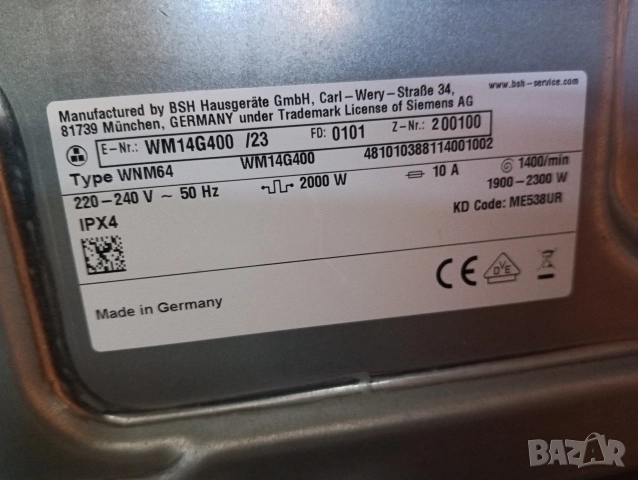 www.bsh-service.com
Manufactured by BSH Hausgeräte GmbH, Carl-Wery-Straße 34,
81739 München, GERMANY under Trademark License of Siemens AG
E-Nr.: WM14G400 /23 FD: 0101 Z-Nr.: 200100
Type WNM64 WM14G400 481010388114001002
220-240 V ~ 50 Hz 2000 W 10 A 1400/min
1900-2300 W
IPX4 KD Code: ME538UR
CE DVE
Made in Germany
BAZAR